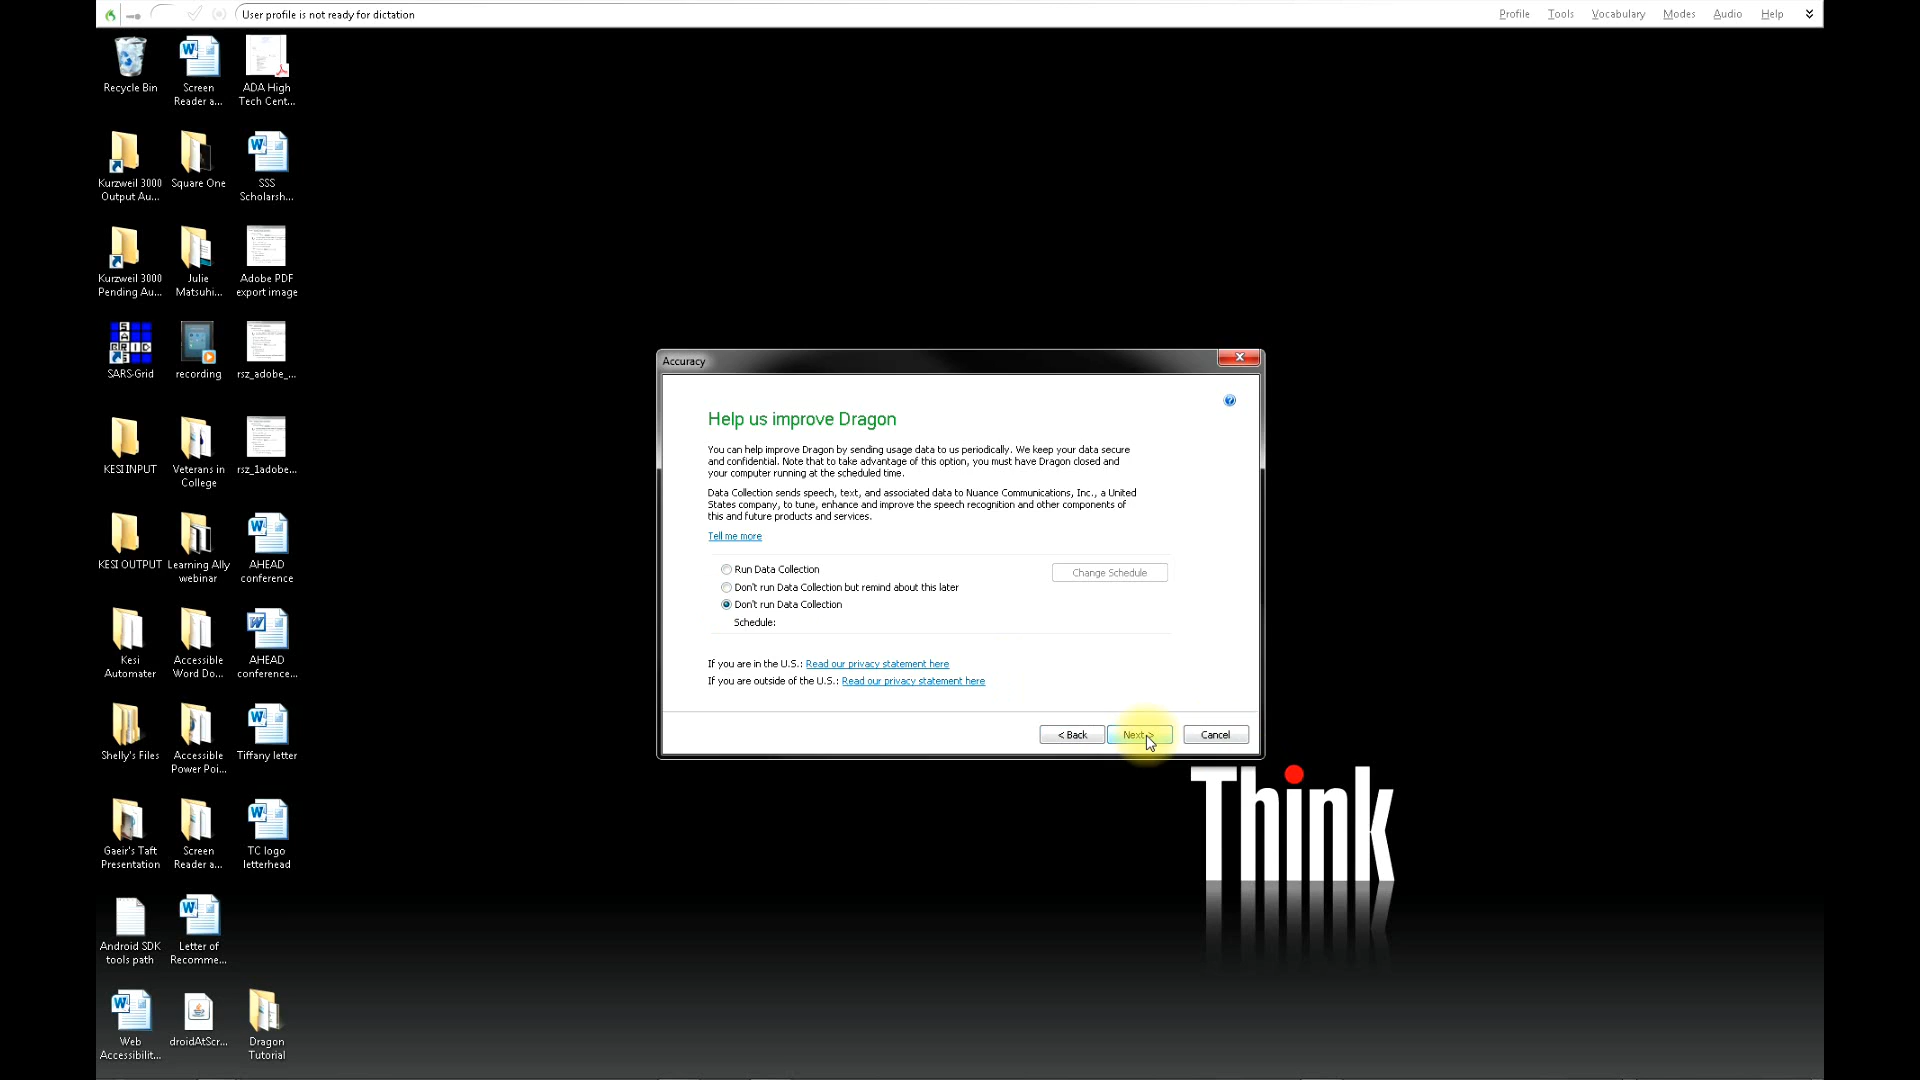 User profile is not ready for dictation
Profile Tools Vocabulary Modes Audio Help
Recycle Bin
Screen
Reader a...
ADA High
Tech Cent...
Kurzweil 3000
Output Au...
Square One
SSS
Scholarsh...
Kurzweil 3000
Pending Au...
Julie
Matsuhi...
Adobe PDF
export image
SARS-Grid
recording
rsz_adobe_...
KESI INPUT
Veterans in
College
rsz_1adobe...
KESI OUTPUT
Learning Ally
webinar
AHEAD
conference
Kesi
Automater
Accessible
Word Do...
AHEAD
conference...
Shelly's Files
Accessible
Power Poi...
Tiffany letter
Gaeir's Taft
Presentation
Screen
Reader a...
TC logo
letterhead
Android SDK
tools path
Letter of
Recomme...
Web
Accessibilit...
droidAtScr...
Dragon
Tutorial
Accuracy
Help us improve Dragon
You can help improve Dragon by sending usage data to us periodically. We keep your data secure
and confidential. Note that to take advantage of this option, you must have Dragon closed and
your computer running at the scheduled time.
Data Collection sends speech, text, and associated data to Nuance Communications, Inc., a United
States company, to tune, enhance and improve the speech recognition and other components of
this and future products and services.
Tell me more
Run Data Collection
Change Schedule
Don't run Data Collection but remind about this later
Don't run Data Collection
Schedule:
If you are in the U.S.: Read our privacy statement here
If you are outside of the U.S.: Read our privacy statement here
< Back Next > Cancel
Think